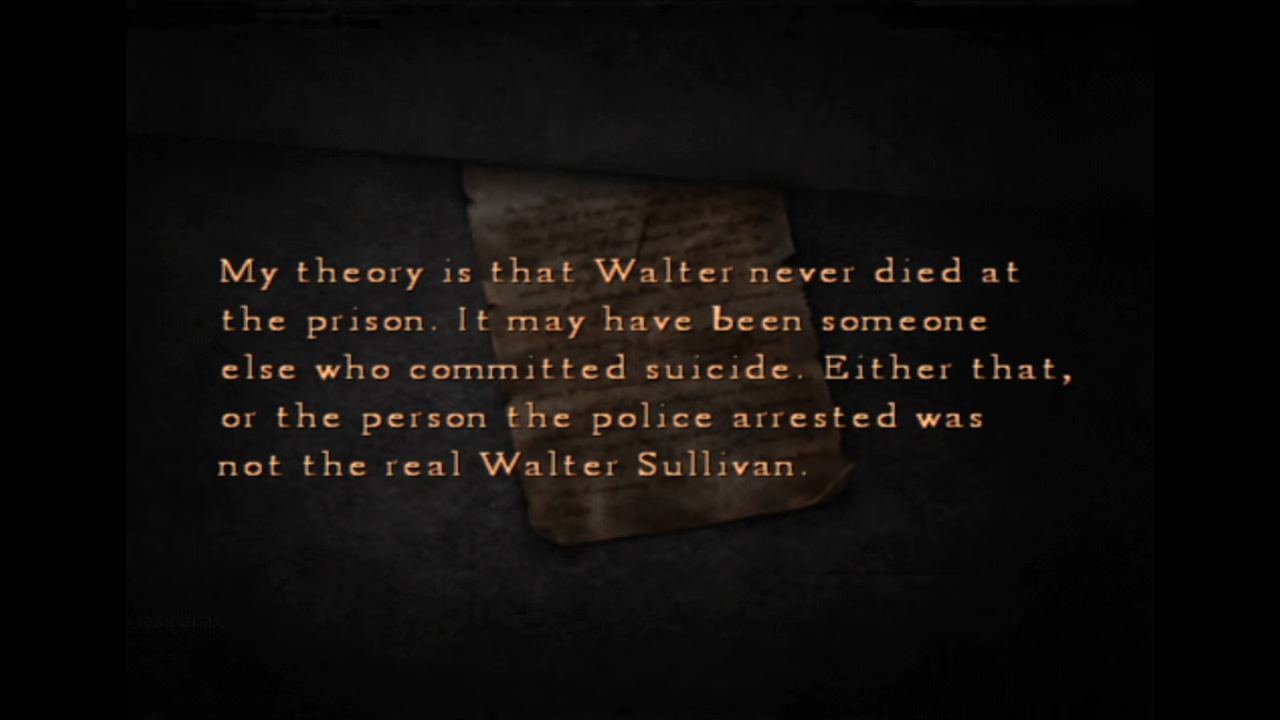 My theory is that Walter never died at
the prison. It may have been someone
else who committed suicide. Either that,
or the person the police arrested was
not the real Walter Sullivan.